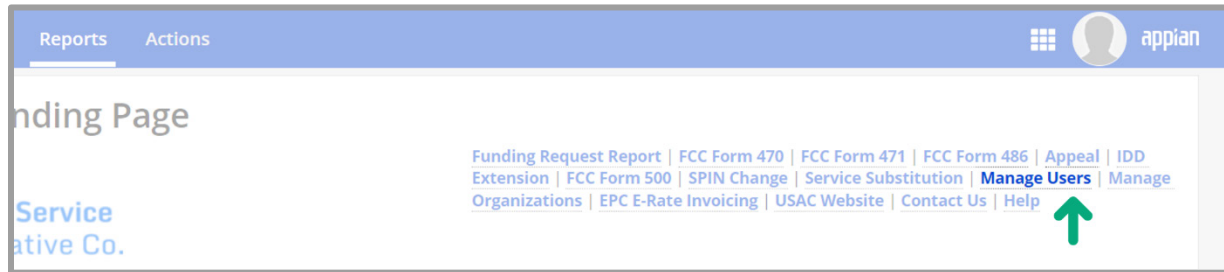 Reports Actions appian
nding Page
Funding Request Report | FCC Form 470 | FCC Form 471 | FCC Form 486 | Appeal | IDD
Extension | FCC Form 500 | SPIN Change | Service Substitution | Manage Users | Manage
Organizations | EPC E-Rate Invoicing | USAC Website | Contact Us | Help
Service
ative Co.